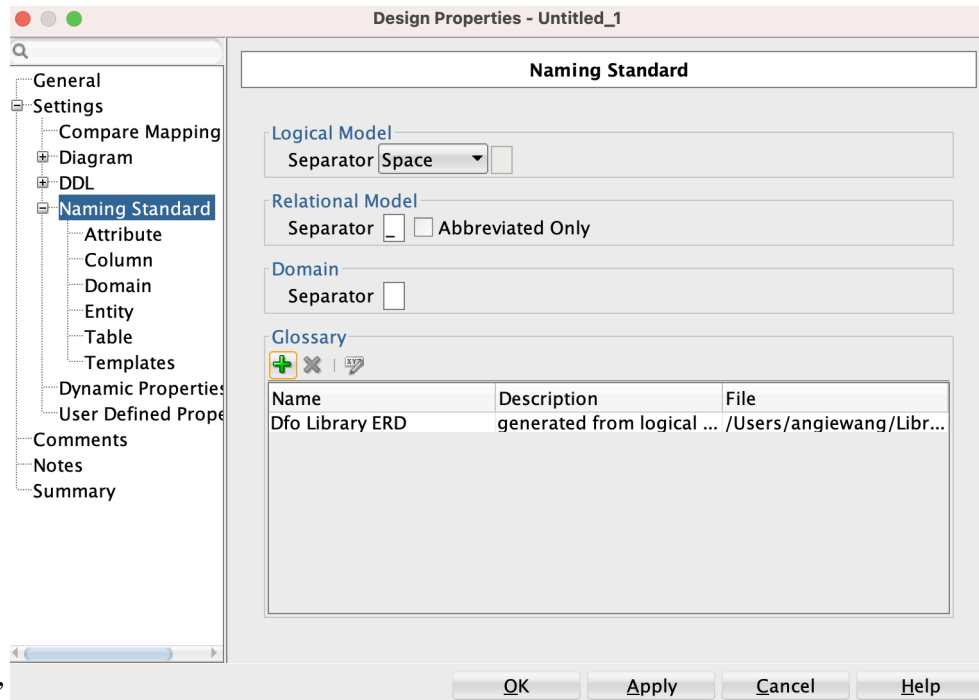 Design Properties - Untitled_1
General
Settings
Compare Mapping
Diagram
DDL
Naming Standard
Attribute
Column
Domain
Entity
Table
Templates
Dynamic Properties
User Defined Prope
Comments
Notes
Summary
Naming Standard
Logical Model
Separator Space
Relational Model
Separator _ Abbreviated Only
Domain
Separator
Glossary
Name Description File
Dfo Library ERD generated from logical ... /Users/angiewang/Libr...
OK Apply Cancel Help
,